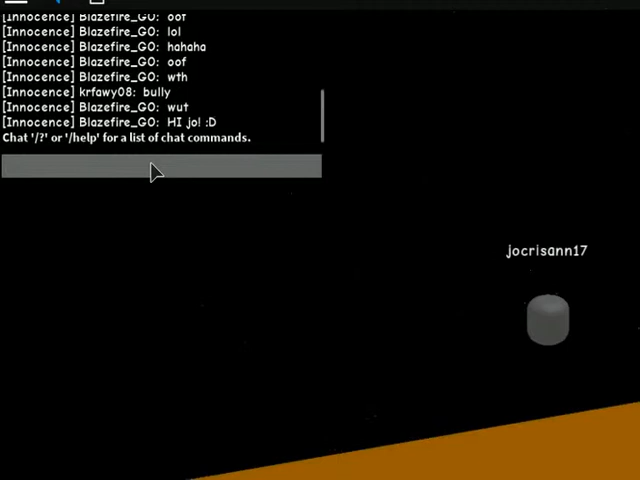 [Innocence] Blazefire_GO: oof
[Innocence] Blazefire_GO: lol
[Innocence] Blazefire_GO: hahaha
[Innocence] Blazefire_GO: oof
[Innocence] Blazefire_GO: wth
[Innocence] krfawy08: bully
[Innocence] Blazefire_GO: wut
[Innocence] Blazefire_GO: HI jo! :D
Chat '/?' or '/help' for a list of chat commands.
jocrisann17